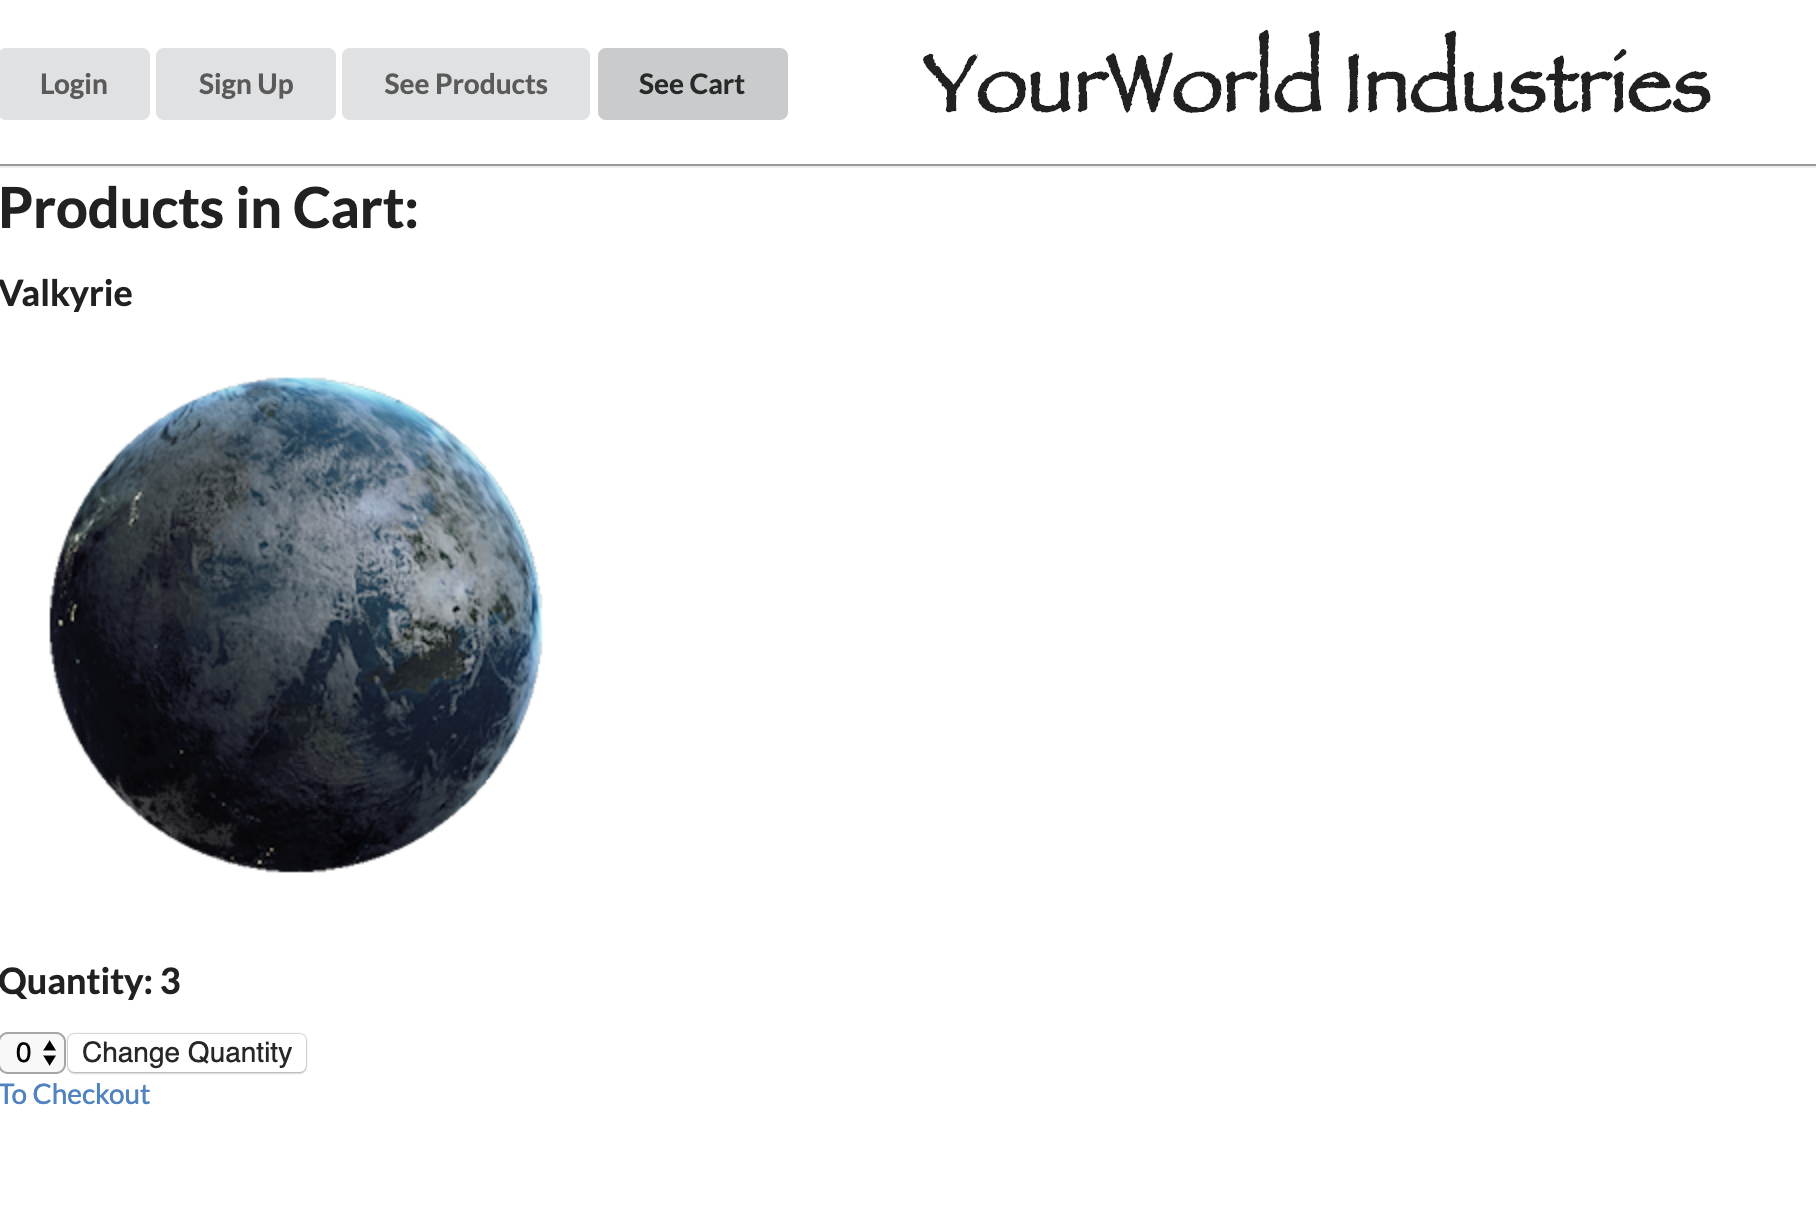 Login Sign Up See Products See Cart YourWorld Industries
Products in Cart:
Valkyrie
Quantity: 3
0 Change Quantity
To Checkout